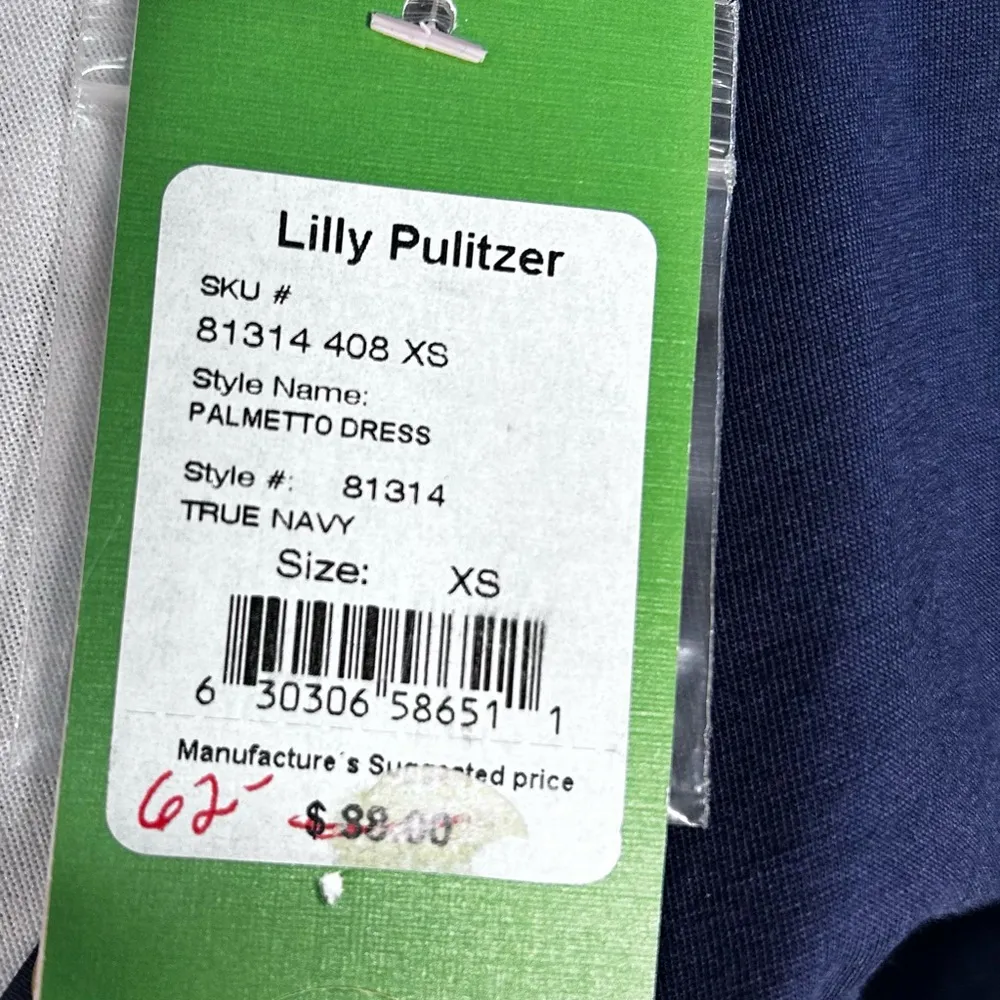 Lilly Pulitzer
SKU #
81314 408 XS
Style Name:
PALMETTO DRESS
Style #: 81314
TRUE NAVY
Size: XS
6 30306 58651 1
Manufacture's Suggested price
62- $ 88.00